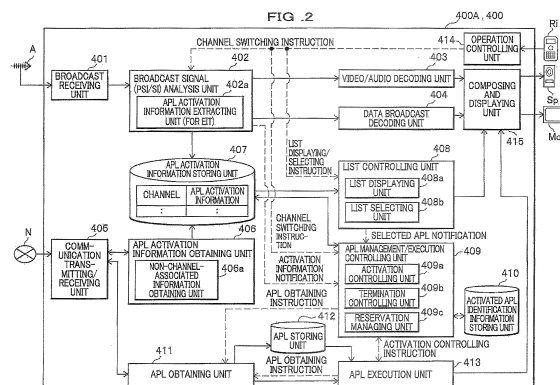 FIG. 2
400A, 400
CHANNEL SWITCHING INSTRUCTION
414
OPERATION
CONTROLLING
UNIT
Ri
A
401
BROADCAST
RECEIVING
UNIT
402
BROADCAST SIGNAL
(PSI/SI) ANALYSIS UNIT
402a
APL ACTIVATION
INFORMATION EXTRACTING
UNIT (FOR EIT)
403
VIDEO/AUDIO DECODING UNIT
404
DATA BROADCAST
DECODING UNIT
COMPOSING
AND
DISPLAYING
UNIT
415
Sp
Mo
407
APL ACTIVATION
INFORMATION STORING UNIT
CHANNEL
APL ACTIVATION
INFORMATION
LIST
DISPLAYING/
SELECTING
INSTRUCTION
408
LIST CONTROLLING UNIT
408a
LIST DISPLAYING
UNIT
408b
LIST SELECTING
UNIT
CHANNEL
SWITCHING
INSTRUC-
TION
SELECTED APL NOTIFICATION
N
405
COMM-
UNICATION
TRANS-
MITTING/
RECEIVING
UNIT
406
APL ACTIVATION
INFORMATION OBTAINING UNIT
406a
NON-CHANNEL-
ASSOCIATED
INFORMATION
OBTAINING UNIT
ACTIVATION
INFORMATION
NOTIFICATION
APL OBTAINING
INSTRUCTION
APL MANAGEMENT/EXECUTION
CONTROLLING UNIT
409
409a
ACTIVATION
CONTROLLING UNIT
409b
TERMINATION
CONTROLLING UNIT
409c
RESERVATION
MANAGING UNIT
410
ACTIVATED APL
IDENTIFICATION
INFORMATION
STORING UNIT
412
APL STORING
UNIT
ACTIVATION CONTROLLING
INSTRUCTION
411
APL OBTAINING UNIT
APL OBTAINING
INSTRUCTION
413
APL EXECUTION UNIT